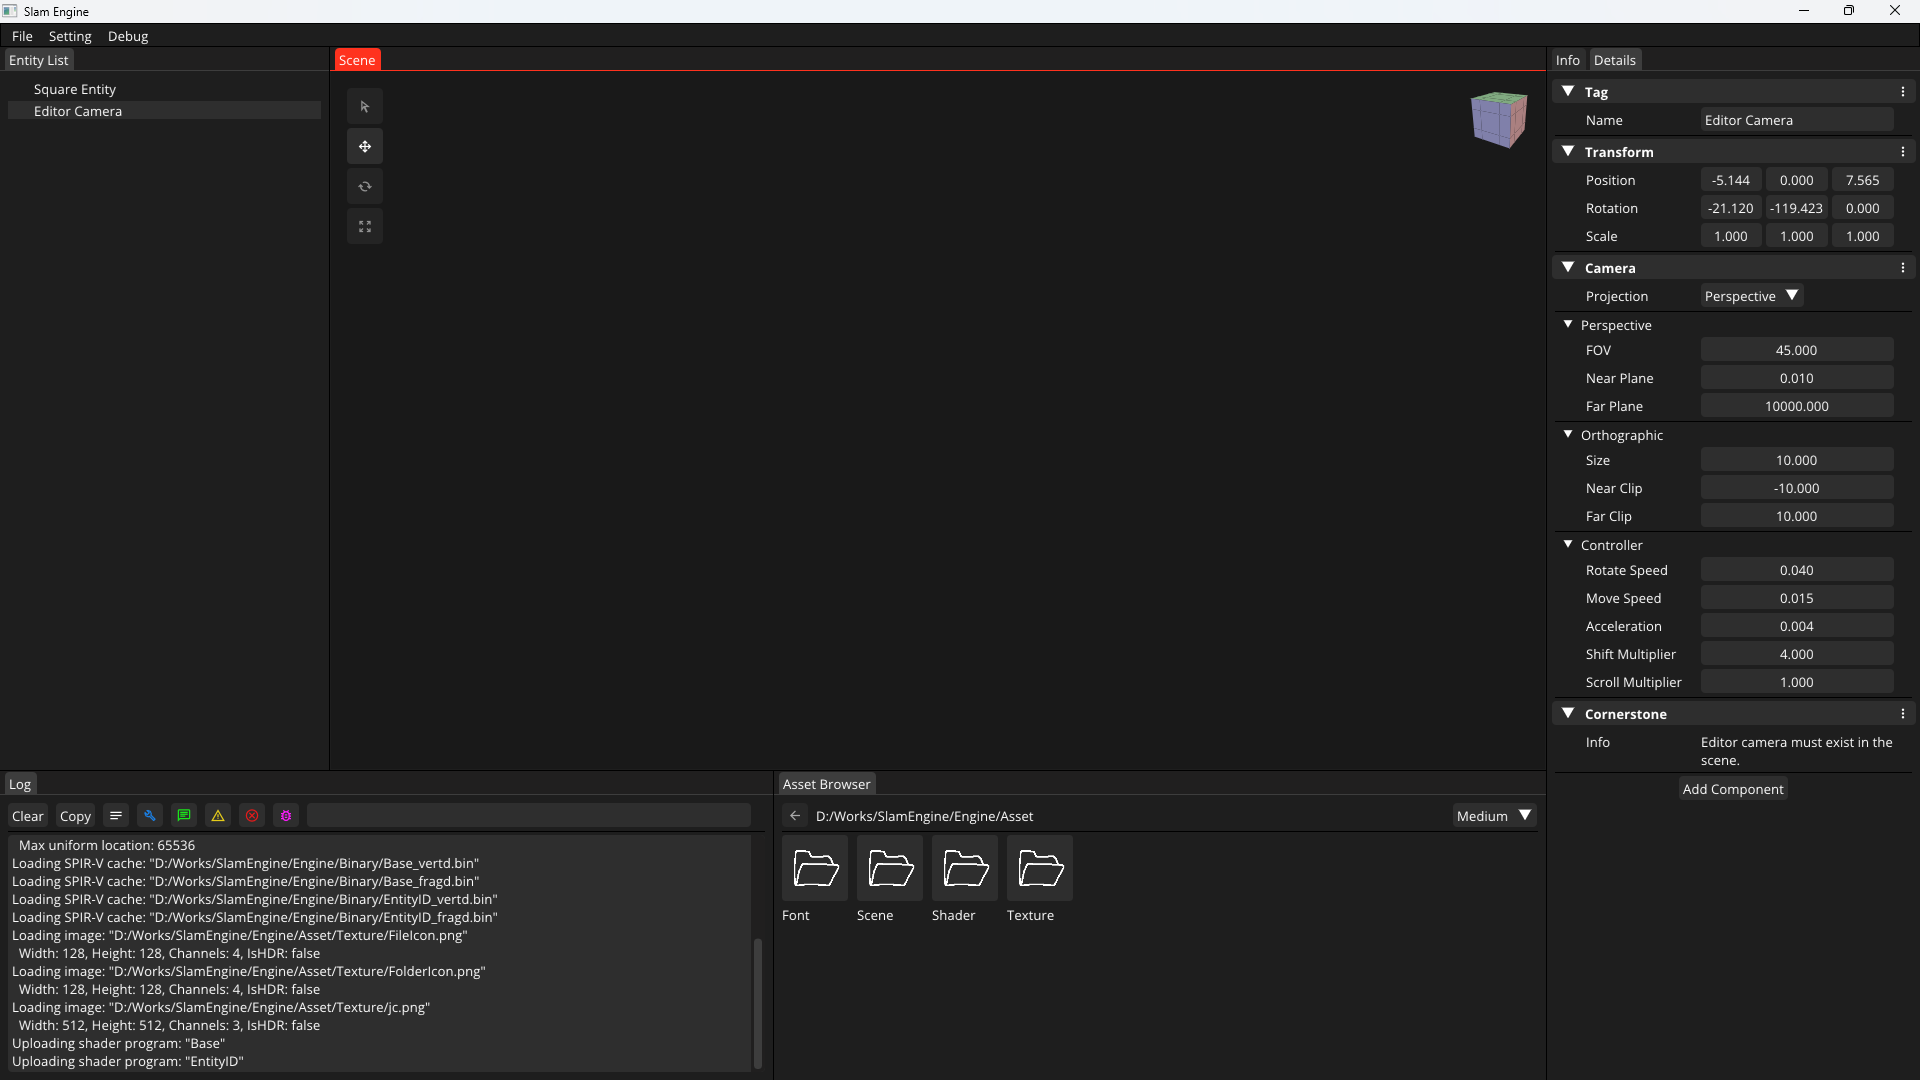 Slam Engine
File Setting Debug
Entity List
Square Entity
Editor Camera
Scene
Info Details
Tag
Name Editor Camera
Transform
Position -5.144 0.000 7.565
Rotation -21.120 -119.423 0.000
Scale 1.000 1.000 1.000
Camera
Projection Perspective
Perspective
FOV 45.000
Near Plane 0.010
Far Plane 10000.000
Orthographic
Size 10.000
Near Clip -10.000
Far Clip 10.000
Controller
Rotate Speed 0.040
Move Speed 0.015
Acceleration 0.004
Shift Multiplier 4.000
Scroll Multiplier 1.000
Cornerstone
Info Editor camera must exist in the
scene.
Add Component
Log
Clear Copy
Max uniform location: 65536
Loading SPIR-V cache: "D:/Works/SlamEngine/Engine/Binary/Base_vertd.bin"
Loading SPIR-V cache: "D:/Works/SlamEngine/Engine/Binary/Base_fragd.bin"
Loading SPIR-V cache: "D:/Works/SlamEngine/Engine/Binary/EntityID_vertd.bin"
Loading SPIR-V cache: "D:/Works/SlamEngine/Engine/Binary/EntityID_fragd.bin"
Loading image: "D:/Works/SlamEngine/Engine/Asset/Texture/FileIcon.png"
Width: 128, Height: 128, Channels: 4, IsHDR: false
Loading image: "D:/Works/SlamEngine/Engine/Asset/Texture/FolderIcon.png"
Width: 128, Height: 128, Channels: 4, IsHDR: false
Loading image: "D:/Works/SlamEngine/Engine/Asset/Texture/jc.png"
Width: 512, Height: 512, Channels: 3, IsHDR: false
Uploading shader program: "Base"
Uploading shader program: "EntityID"
Asset Browser
D:/Works/SlamEngine/Engine/Asset Medium
Font Scene Shader Texture